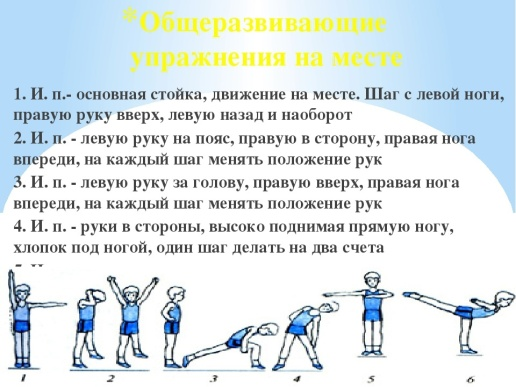 *Общеразвивающие
упражнения на месте
1. И. п.- основная стойка, движение на месте. Шаг с левой ноги,
правую руку вверх, левую назад и наоборот
2. И. п. - левую руку на пояс, правую в сторону, правая нога
впереди, на каждый шаг менять положение рук
3. И. п. - левую руку за голову, правую вверх, правая нога
впереди, на каждый шаг менять положение рук
4. И. п. - руки в стороны, высоко поднимая прямую ногу,
хлопок под ногой, один шаг делать на два счета
1 2 3 4 5 6